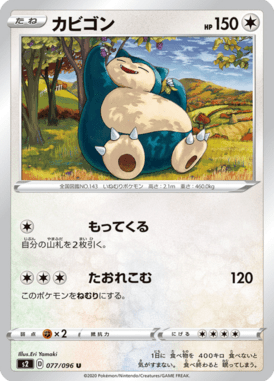 たね カビゴン HP 150
全国図鑑 NO.143 いねむりポケモン 高さ：2.1m 重さ：460.0kg
もってくる
自分の山札を2枚引く。
たおれこむ 120
このポケモンをねむりにする。
弱点 ×2 抵抗力 にげる
Illus.Eri Yamaki
s2 D 077/096 U
1日に 食べ物を 400キロ 食べないと
気がすまない。食べ終わると 眠ってしまう。
©2020 Pokémon/Nintendo/Creatures/GAME FREAK.